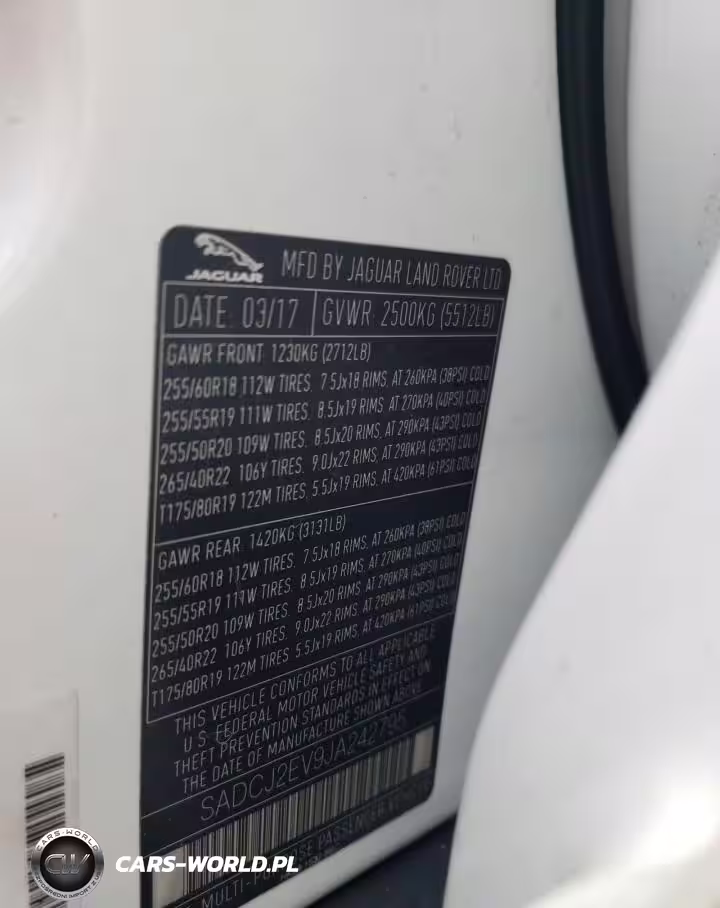 JAGUAR
MFD BY JAGUAR LAND ROVER LTD
DATE 03/17 GVWR 2500KG (5512LB)
GAWR FRONT 1230KG (2712LB)
255/60R18 112W TIRES, 7.5Jx18 RIMS, AT 260KPA (38PSI) COLD
255/55R19 111W TIRES, 8.5Jx19 RIMS, AT 270KPA (40PSI) COLD
255/50R20 109W TIRES, 8.5Jx20 RIMS, AT 290KPA (43PSI) COLD
265/40R22 106Y TIRES, 9.0Jx22 RIMS, AT 290KPA (43PSI) COLD
T175/80R19 122M TIRES, 5.5Jx19 RIMS, AT 420KPA (61PSI) COLD
GAWR REAR 1420KG (3131LB)
255/60R18 112W TIRES, 7.5Jx18 RIMS, AT 260KPA (38PSI) COLD
255/55R19 111W TIRES, 8.5Jx19 RIMS, AT 270KPA (40PSI) COLD
255/50R20 109W TIRES, 8.5Jx20 RIMS, AT 290KPA (43PSI) COLD
265/40R22 106Y TIRES, 9.0Jx22 RIMS, AT 290KPA (43PSI) COLD
T175/80R19 122M TIRES, 5.5Jx19 RIMS, AT 420KPA (61PSI) COLD
THIS VEHICLE CONFORMS TO ALL APPLICABLE
U.S. FEDERAL MOTOR VEHICLE SAFETY AND
THEFT PREVENTION STANDARDS IN EFFECT ON
THE DATE OF MANUFACTURE SHOWN ABOVE
PASSENGER
CARS-WORLD
CW
CARS-WORLD.PL